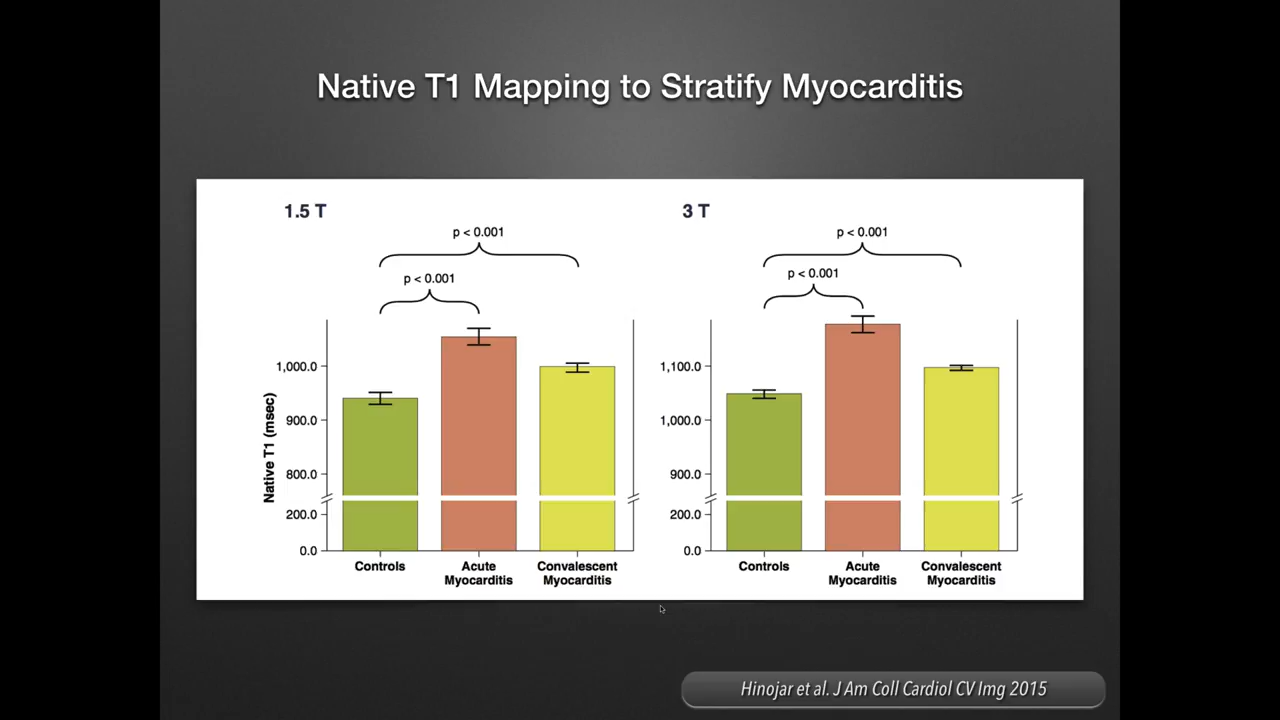 Native T1 Mapping to Stratify Myocarditis
1.5 T
p < 0.001
p < 0.001
Native T1 (msec)
1,000.0
900.0
800.0
200.0
0.0
Controls
Acute
Myocarditis
Convalescent
Myocarditis
3 T
p < 0.001
p < 0.001
1,100.0
1,000.0
900.0
200.0
0.0
Controls
Acute
Myocarditis
Convalescent
Myocarditis
Hinojar et al. J Am Coll Cardiol CV Img 2015